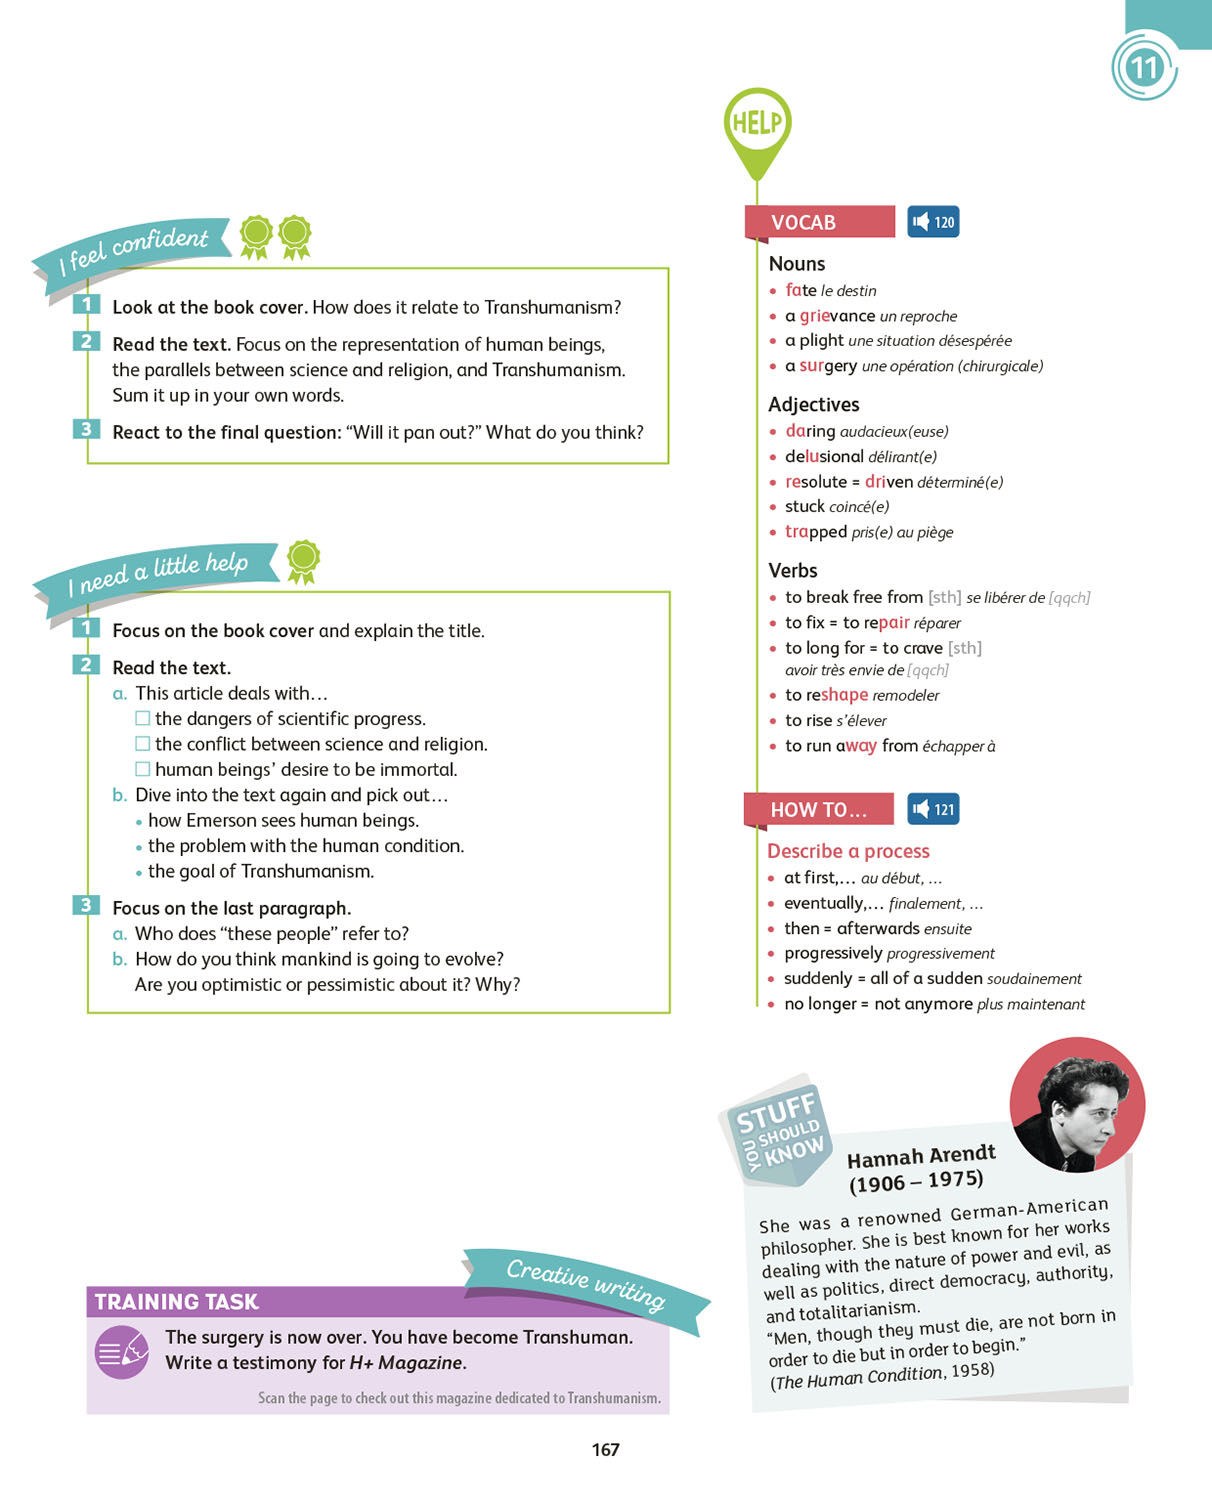 11
I feel confident
1 Look at the book cover. How does it relate to Transhumanism?
2 Read the text. Focus on the representation of human beings,
the parallels between science and religion, and Transhumanism.
Sum it up in your own words.
3 React to the final question: “Will it pan out?” What do you think?
I need a little help
1 Focus on the book cover and explain the title.
2 Read the text.
a. This article deals with…
the dangers of scientific progress.
the conflict between science and religion.
human beings’ desire to be immortal.
b. Dive into the text again and pick out…
• how Emerson sees human beings.
• the problem with the human condition.
• the goal of Transhumanism.
3 Focus on the last paragraph.
a. Who does “these people” refer to?
b. How do you think mankind is going to evolve?
Are you optimistic or pessimistic about it? Why?
Creative writing
TRAINING TASK
The surgery is now over. You have become Transhuman.
Write a testimony for H+ Magazine.
Scan the page to check out this magazine dedicated to Transhumanism.
HELP
VOCAB 120
Nouns
• fate le destin
• a grievance un reproche
• a plight une situation désespérée
• a surgery une opération (chirurgicale)
Adjectives
• daring audacieux(euse)
• delusional délirant(e)
• resolute = driven déterminé(e)
• stuck coincé(e)
• trapped pris(e) au piège
Verbs
• to break free from [sth] se libérer de [qqch]
• to fix = to repair réparer
• to long for = to crave [sth]
avoir très envie de [qqch]
• to reshape remodeler
• to rise s’élever
• to run away from échapper à
HOW TO… 121
Describe a process
• at first,… au début, …
• eventually,… finalement, …
• then = afterwards ensuite
• progressively progressivement
• suddenly = all of a sudden soudainement
• no longer = not anymore plus maintenant
STUFF
YOU SHOULD
KNOW
Hannah Arendt
(1906 – 1975)
She was a renowned German-American
philosopher. She is best known for her works
dealing with the nature of power and evil, as
well as politics, direct democracy, authority,
and totalitarianism.
“Men, though they must die, are not born in
order to die but in order to begin.”
(The Human Condition, 1958)
167